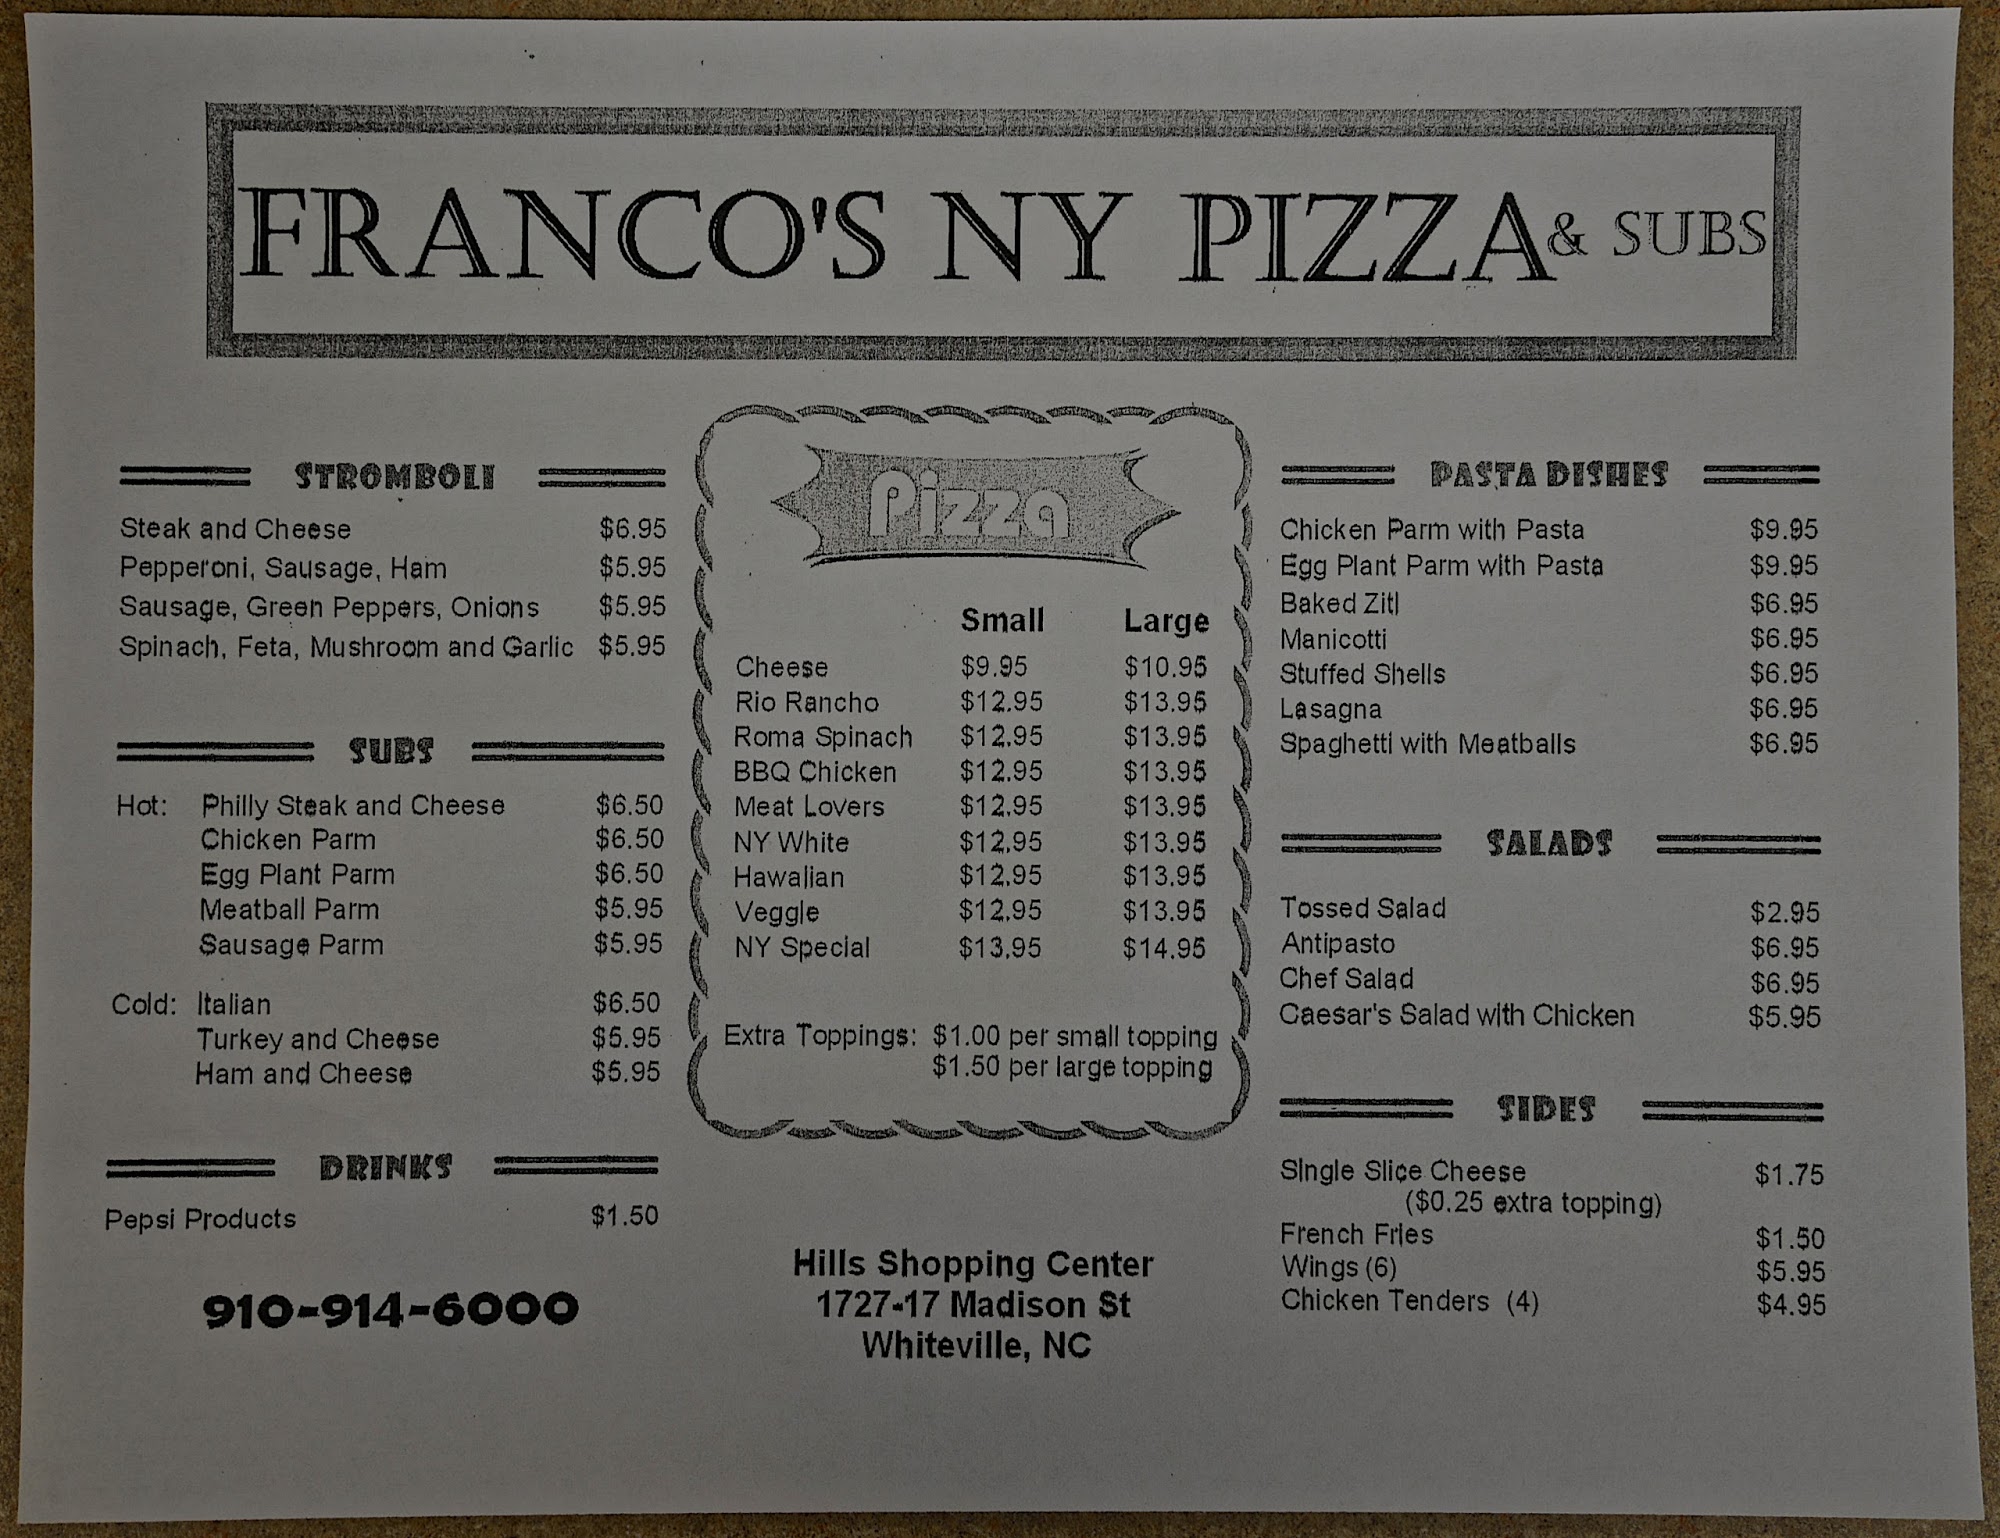 FRANCO'S NY PIZZA & SUBS
STROMBOLI
Steak and Cheese $6.95
Pepperoni, Sausage, Ham $5.95
Sausage, Green Peppers, Onions $5.95
Spinach, Feta, Mushroom and Garlic $5.95
SUBS
Hot: Philly Steak and Cheese $6.50
Chicken Parm $6.50
Egg Plant Parm $6.50
Meatball Parm $5.95
Sausage Parm $5.95
Cold: Italian $6.50
Turkey and Cheese $5.95
Ham and Cheese $5.95
DRINKS
Pepsi Products $1.50
910-914-6000
Pizza
Small Large
Cheese $9.95 $10.95
Rio Rancho $12.95 $13.95
Roma Spinach $12.95 $13.95
BBQ Chicken $12.95 $13.95
Meat Lovers $12.95 $13.95
NY White $12.95 $13.95
Hawaiian $12.95 $13.95
Veggie $12.95 $13.95
NY Special $13.95 $14.95
Extra Toppings: $1.00 per small topping
$1.50 per large topping
Hills Shopping Center
1727-17 Madison St
Whiteville, NC
PASTA DISHES
Chicken Parm with Pasta $9.95
Egg Plant Parm with Pasta $9.95
Baked Ziti $6.95
Manicotti $6.95
Stuffed Shells $6.95
Lasagna $6.95
Spaghetti with Meatballs $6.95
SALADS
Tossed Salad $2.95
Antipasto $6.95
Chef Salad $6.95
Caesar's Salad with Chicken $5.95
SIDES
Single Slice Cheese $1.75
($0.25 extra topping)
French Fries $1.50
Wings (6) $5.95
Chicken Tenders (4) $4.95